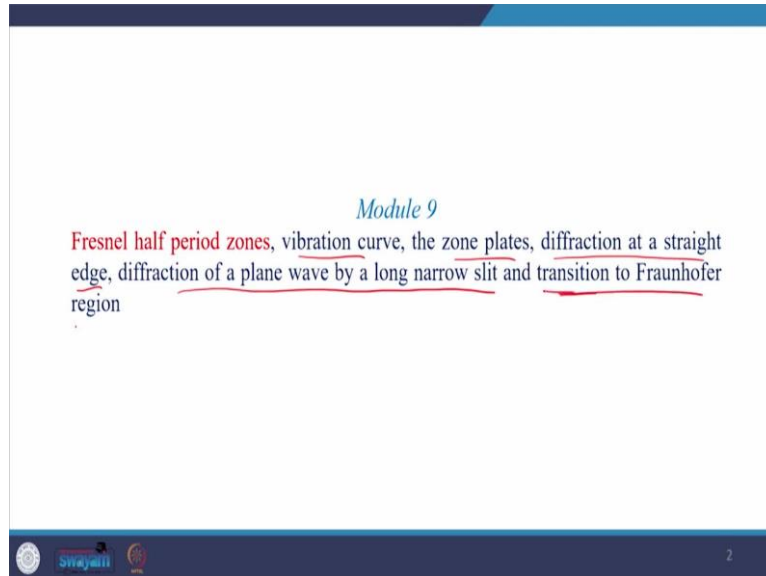 Module 9
Fresnel half period zones, vibration curve, the zone plates, diffraction at a straight
edge, diffraction of a plane wave by a long narrow slit and transition to Fraunhofer
region
swayam
2